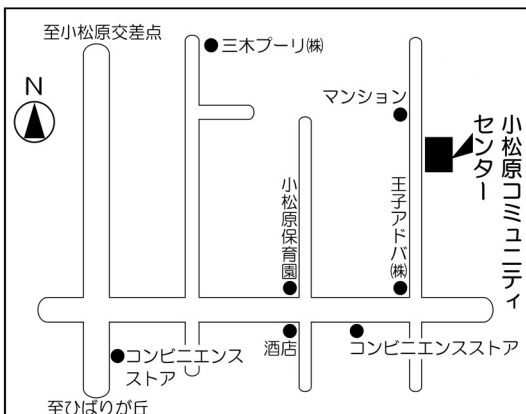 至小松原交差点
三木プーリ㈱
N
マンション
小松原コミュニティ
センター
小松原保育園
王子アドバ㈱
コンビニエンス
ストア
酒店
コンビニエンスストア
至ひばりが丘